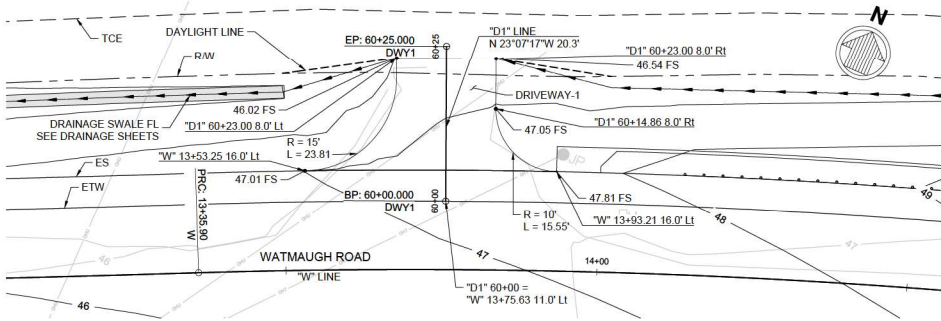 N
TCE
DAYLIGHT LINE
R/W
EP: 60+25.000
DWY1
60+25
"D1" LINE
N 23°07'17"W 20.3'
"D1" 60+23.00 8.0' Rt
46.54 FS
DRIVEWAY-1
46.02 FS
"D1" 60+23.00 8.0' Lt
DRAINAGE SWALE FL
SEE DRAINAGE SHEETS
47.05 FS
"D1" 60+14.86 8.0' Rt
R = 15'
L = 23.81
"W" 13+53.25 16.0' Lt
47.01 FS
ES
ETW
JP
PRC: 13+35.90
W
BP: 60+00.000
DWY1
60+00
R = 10'
L = 15.55'
47.81 FS
"W" 13+93.21 16.0' Lt
49
48
47
47
46
46
WATMAUGH ROAD
"W" LINE
14+00
"D1" 60+00 =
"W" 13+75.63 11.0' Lt